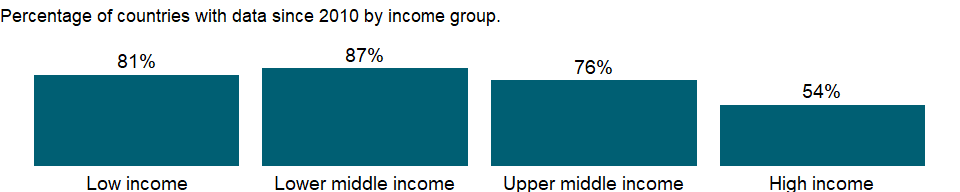 Percentage of countries with data since 2010 by income group.
81%
87%
76%
54%
Low income
Lower middle income
Upper middle income
High income